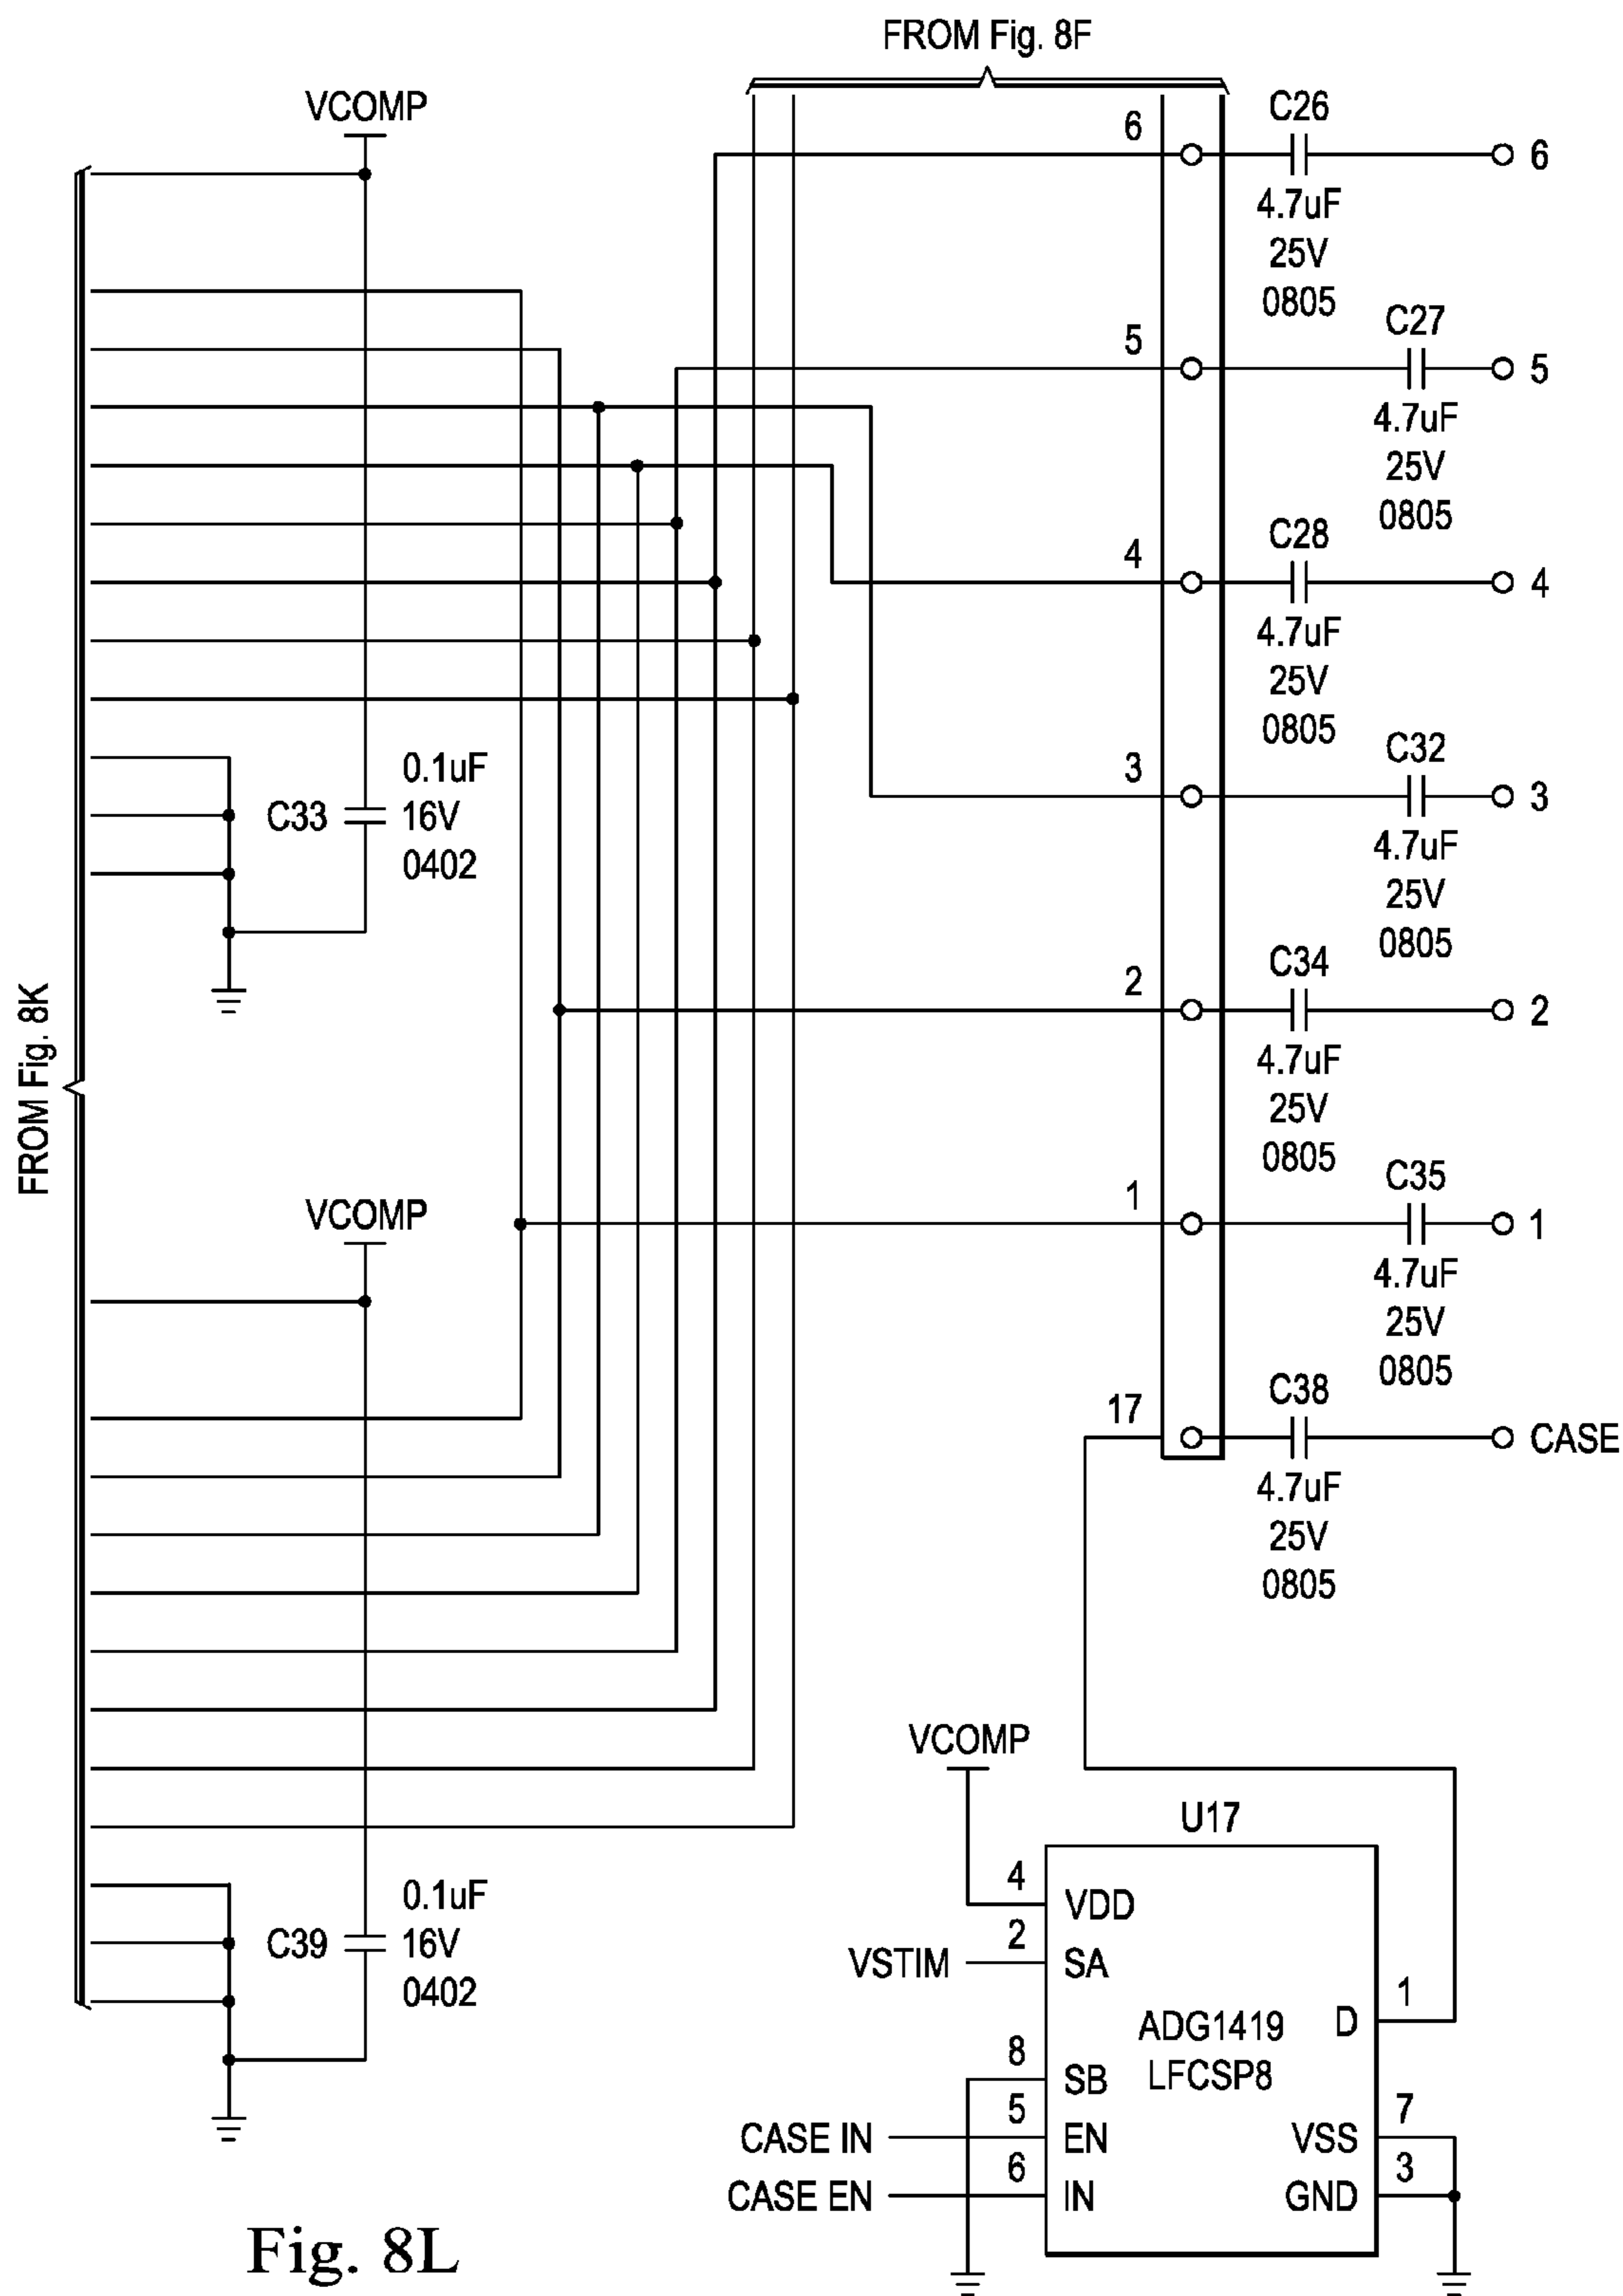 FROM Fig. 8F
VCOMP
6
C26
6
4.7uF
25V
0805
5
C27
5
4.7uF
25V
0805
4
C28
4
4.7uF
25V
0805
3
C32
3
4.7uF
25V
0805
C33
0.1uF
16V
0402
2
C34
2
4.7uF
25V
0805
FROM Fig. 8K
VCOMP
1
C35
1
4.7uF
25V
0805
17
C38
CASE
4.7uF
25V
0805
C39
0.1uF
16V
0402
VCOMP
U17
4
VDD
2
VSTIM
SA
ADG1419
LFCSP8
D
1
8
SB
5
CASE IN
EN
6
CASE EN
IN
VSS
7
GND
3
Fig. 8L